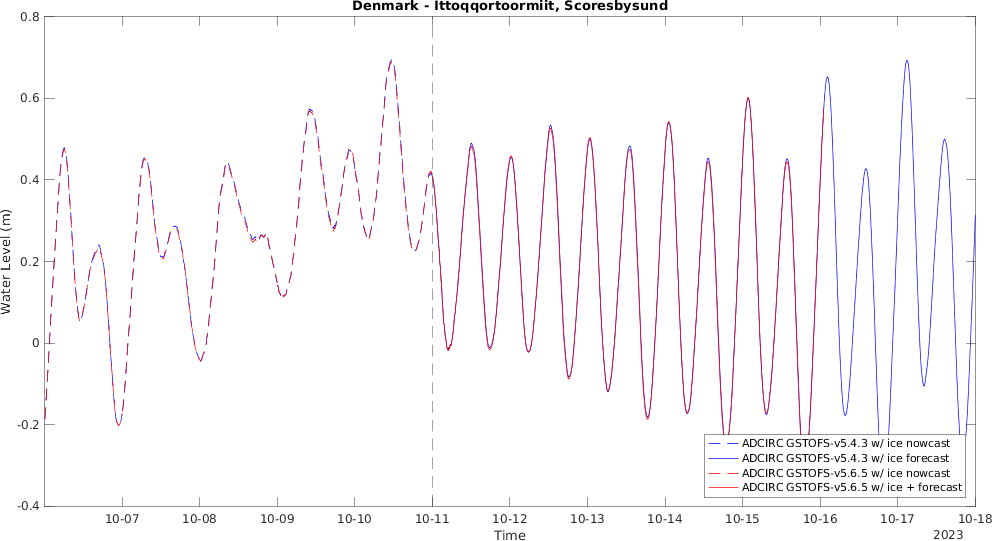 Denmark - Ittoqqortoormiit, Scoresbysund
0.8
0.6
0.4
0.2
0
-0.2
-0.4
Water Level (m)
ADCIRC GSTOFS-v5.4.3 w/ ice nowcast
ADCIRC GSTOFS-v5.4.3 w/ ice forecast
ADCIRC GSTOFS-v5.6.5 w/ ice nowcast
ADCIRC GSTOFS-v5.6.5 w/ ice + forecast
10-07 10-08 10-09 10-10 10-11 10-12 10-13 10-14 10-15 10-16 10-17 10-18
Time
2023